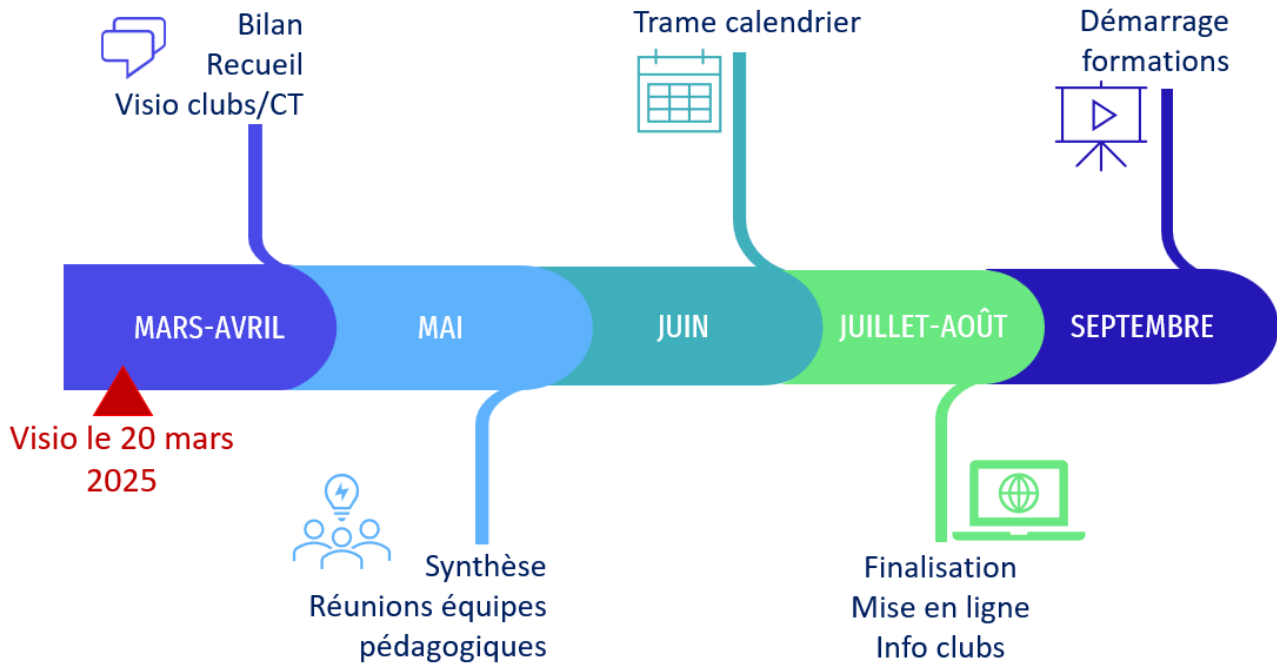 Bilan
Recueil
Visio clubs/CT
Trame calendrier
Démarrage
formations
MARS-AVRIL
MAI
JUIN
JUILLET-AOÛT
SEPTEMBRE
Visio le 20 mars
2025
Synthèse
Réunions équipes
pédagogiques
Finalisation
Mise en ligne
Info clubs